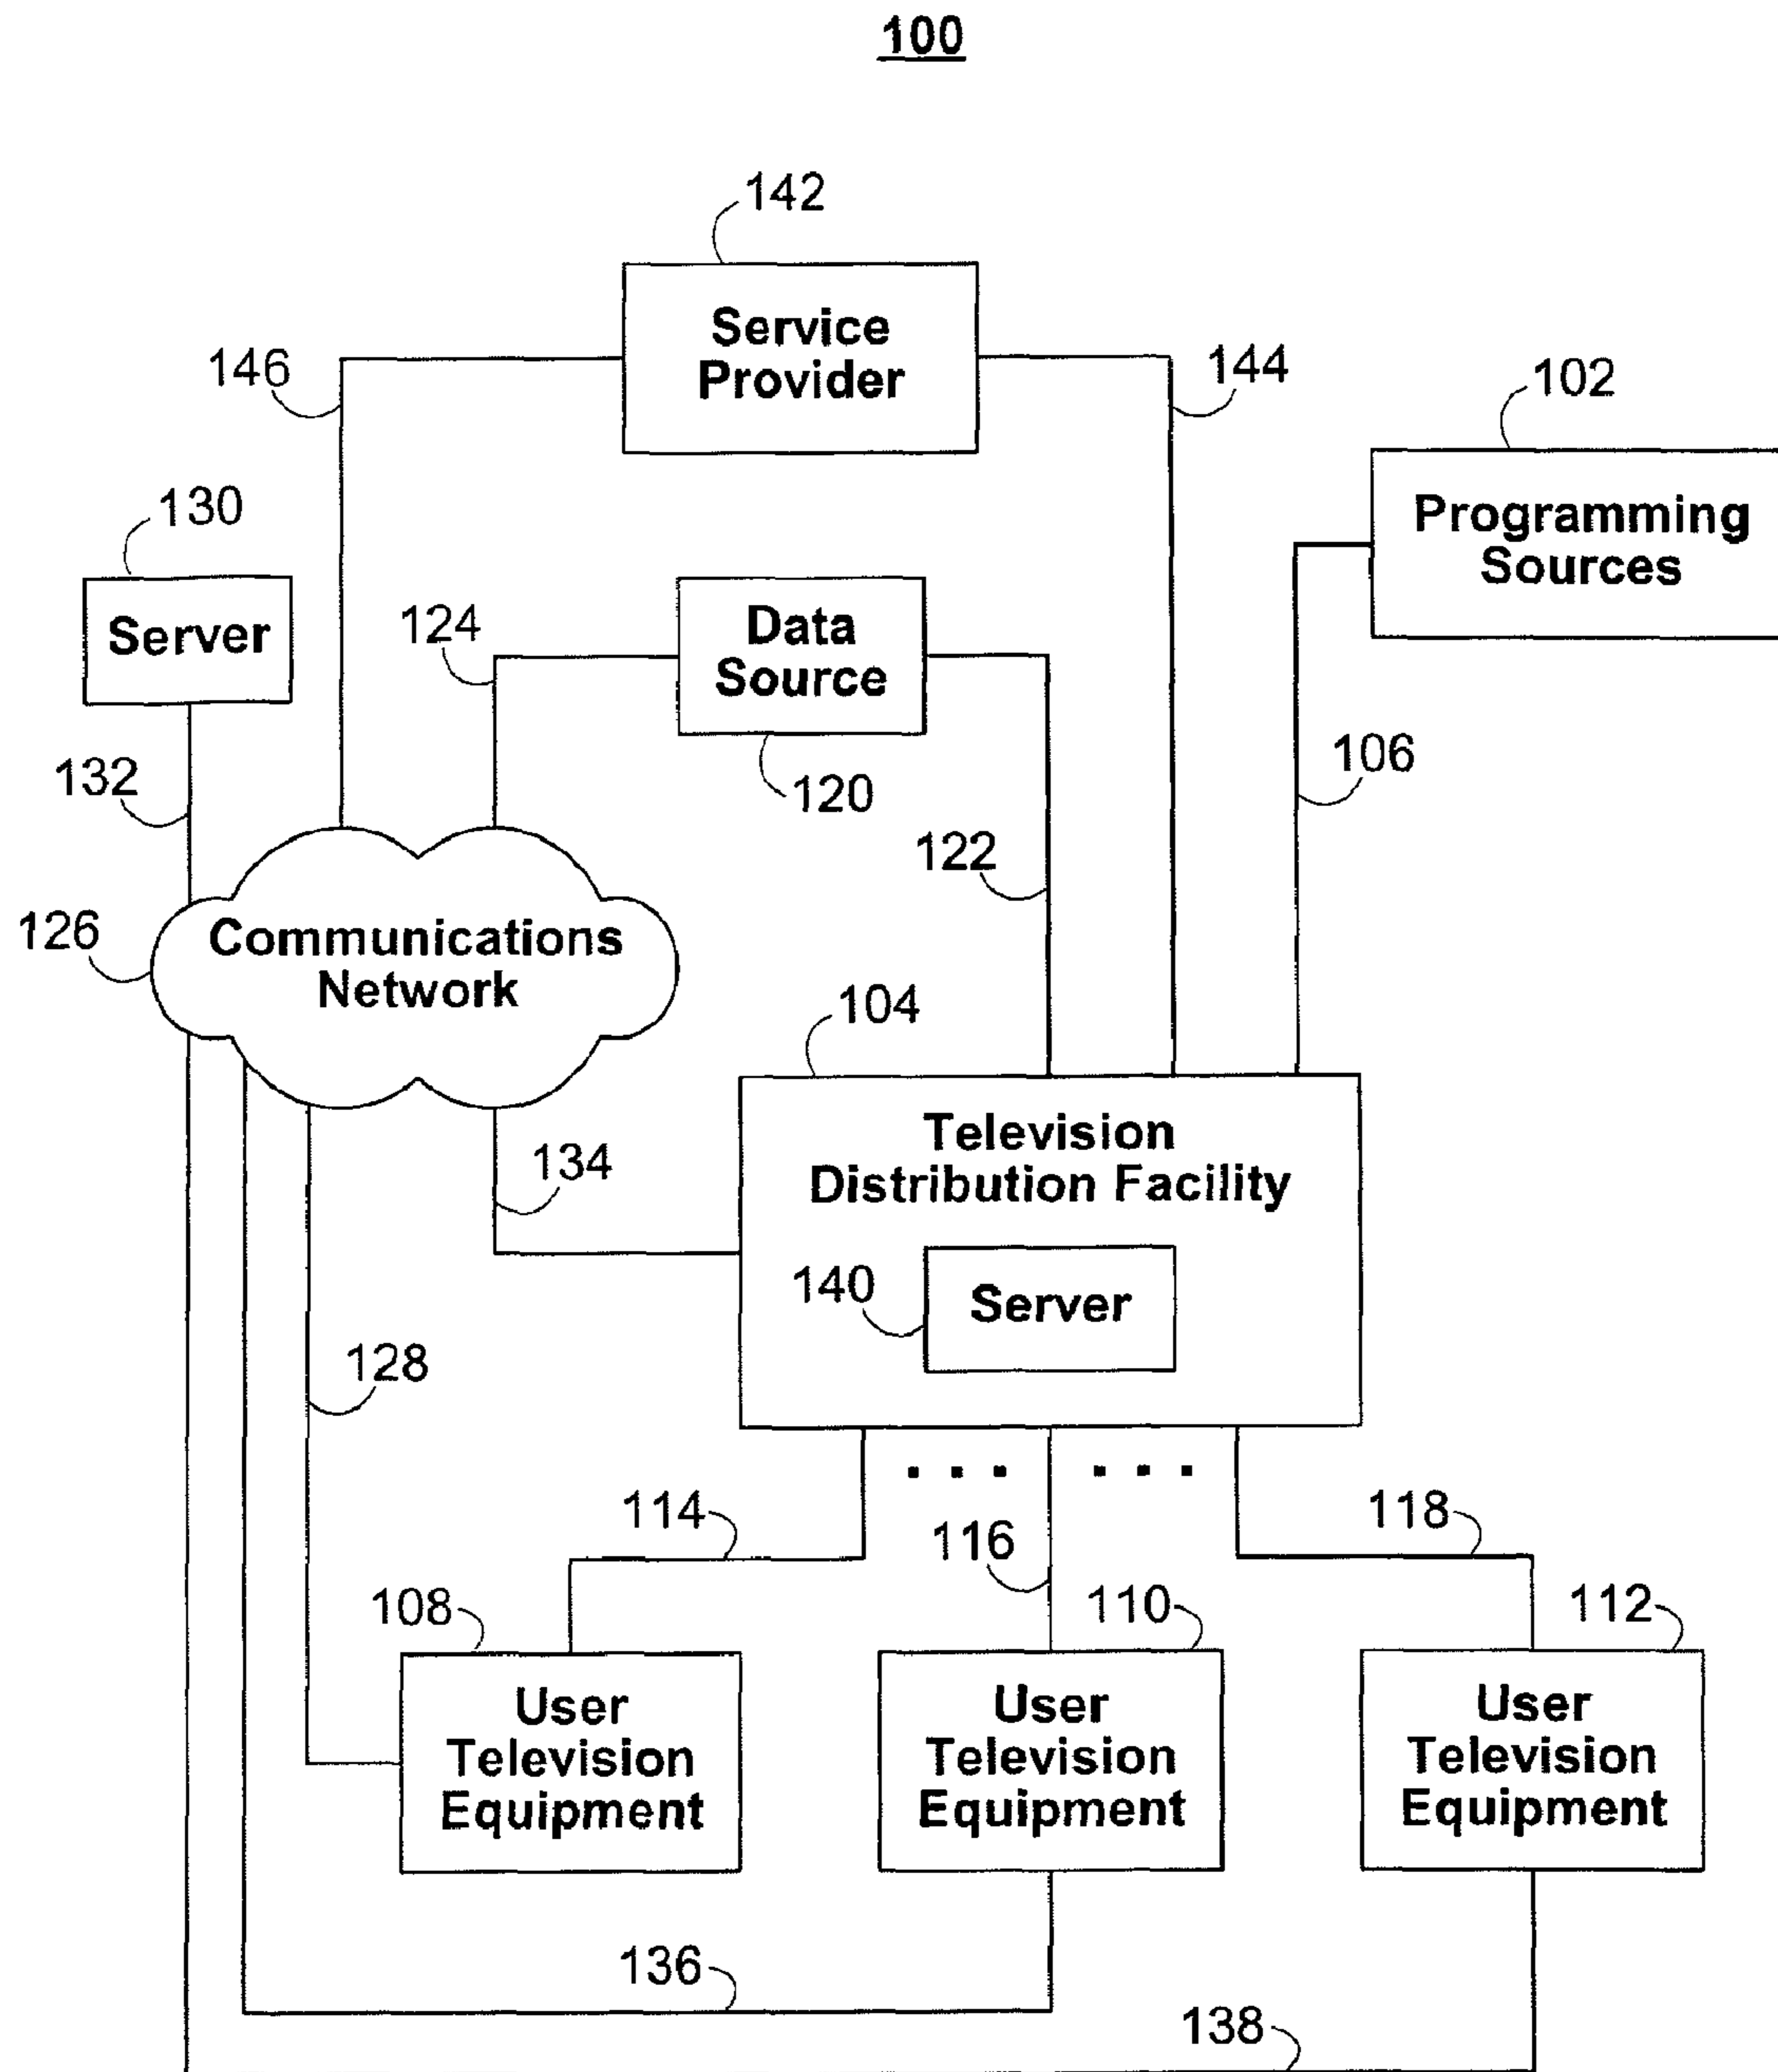 100
142
Service
Provider
146
144
102
Programming
Sources
130
Server
124
Data
Source
132
120
106
122
126
Communications
Network
104
Television
Distribution Facility
134
140
Server
128
114
116
118
108
110
112
User
Television
Equipment
User
Television
Equipment
User
Television
Equipment
136
138